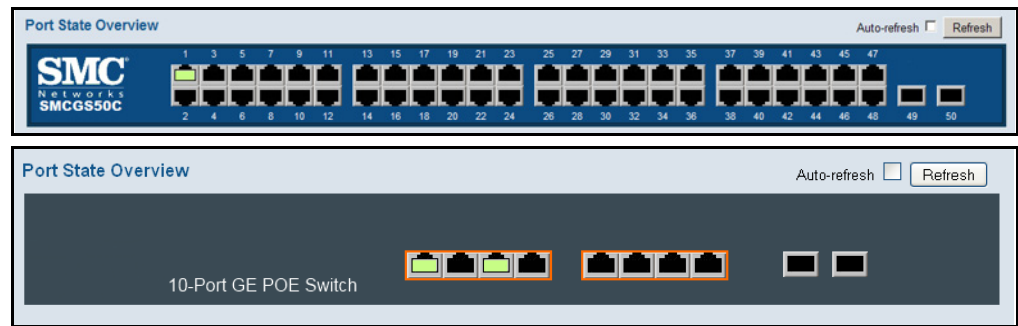 Port State Overview
Auto-refresh Refresh
1 3 5 7 9 11 13 15 17 19 21 23 25 27 29 31 33 35 37 39 41 43 45 47
SMC
Networks
SMCGS50C
2 4 6 8 10 12 14 16 18 20 22 24 26 28 30 32 34 36 38 40 42 44 46 48 49 50
Port State Overview
Auto-refresh Refresh
10-Port GE POE Switch